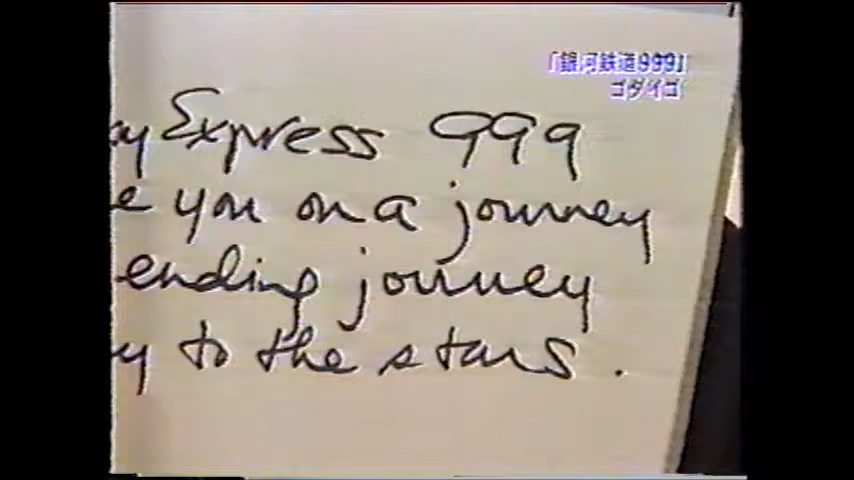 「銀河鉄道999」
ゴダイゴ
ay Express 999
e you on a journey
ending journey
y to the stars.